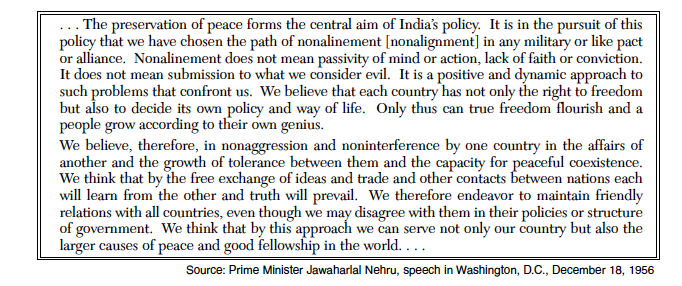 . . . The preservation of peace forms the central aim of India's policy. It is in the pursuit of this
policy that we have chosen the path of nonalinement [nonalignment] in any military or like pact
or alliance. Nonalinement does not mean passivity of mind or action, lack of faith or conviction.
It does not mean submission to what we consider evil. It is a positive and dynamic approach to
such problems that confront us. We believe that each country has not only the right to freedom
but also to decide its own policy and way of life. Only thus can true freedom flourish and a
people grow according to their own genius.
We believe, therefore, in nonaggression and noninterference by one country in the affairs of
another and the growth of tolerance between them and the capacity for peaceful coexistence.
We think that by the free exchange of ideas and trade and other contacts between nations each
will learn from the other and truth will prevail. We therefore endeavor to maintain friendly
relations with all countries, even though we may disagree with them in their policies or structure
of government. We think that by this approach we can serve not only our country but also the
larger causes of peace and good fellowship in the world. . . .
Source: Prime Minister Jawaharlal Nehru, speech in Washington, D.C., December 18, 1956